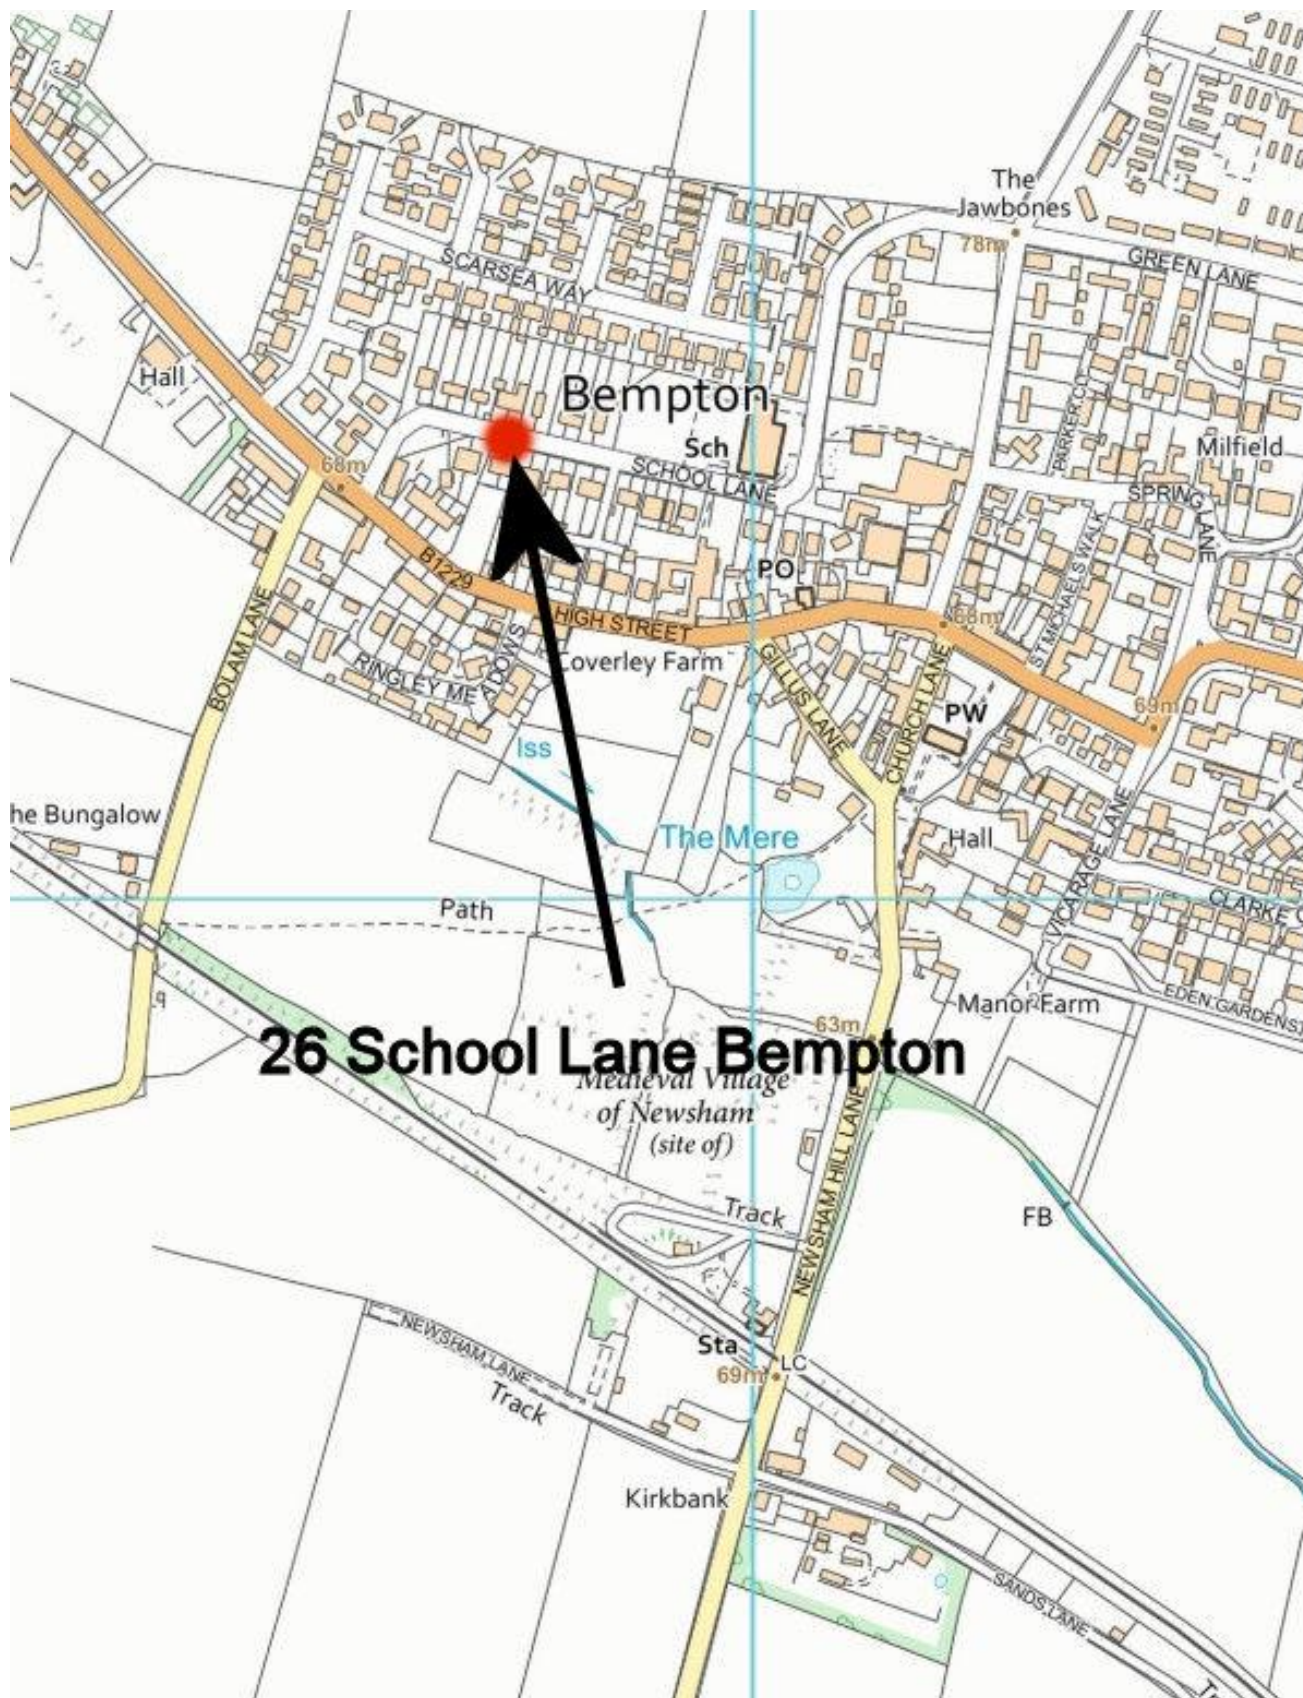 The
Jawbones
78m
GREEN LANE
SCARSEA WAY
Hall
Bempton
PARKER CO
Milfield
Sch
SCHOOL LANE
68m
SPRING LANE
B1229
PO
ST MICHAELS WALK
HIGH STREET
68m
BOLAM LANE
RINGLEY MEADOWS
Coverley Farm
GILLUS LANE
CHURCH LANE
PW
69m
Iss
he Bungalow
The Mere
Hall
VICARAGE LANE
CLARKE
Path
EDEN GARDENS
Manor Farm
63m
26 School Lane Bempton
Medieval Village
of Newsham
(site of)
NEWSHAM HILL LANE
Track
FB
NEWSHAM LANE
Track
Sta
LC
69m
Kirkbank
SANDS LANE